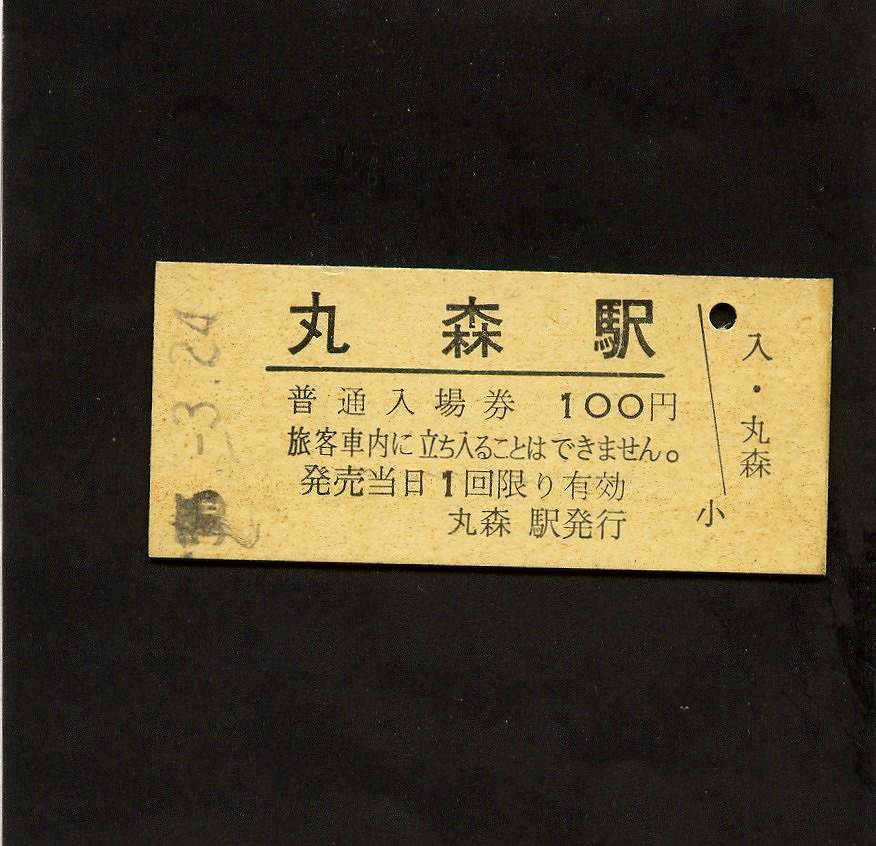 丸森駅
普通入場券 100円
旅客車内に立ち入ることはできません。
発売当日1回限り有効
丸森駅発行
入・丸森
小
-3.24